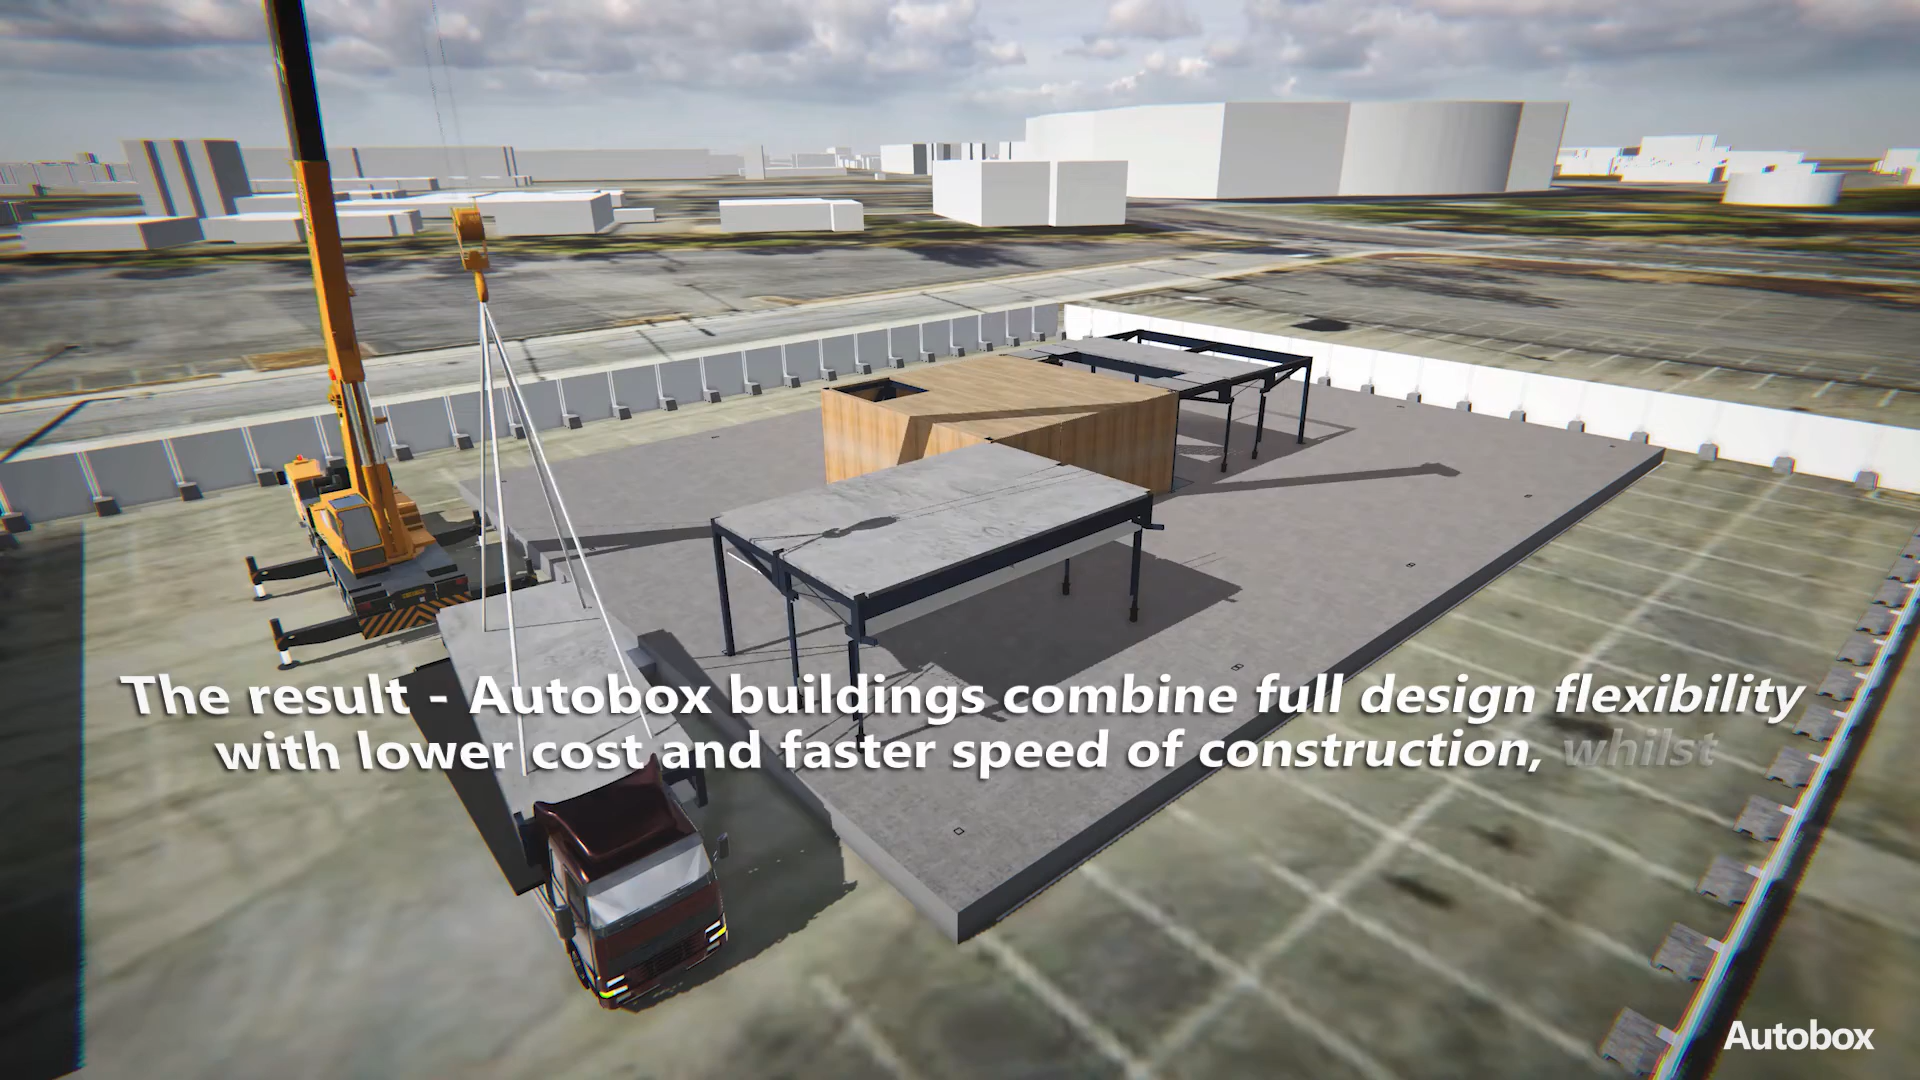 The result - Autobox buildings combine full design flexibility
with lower cost and faster speed of construction, whilst
Autobox